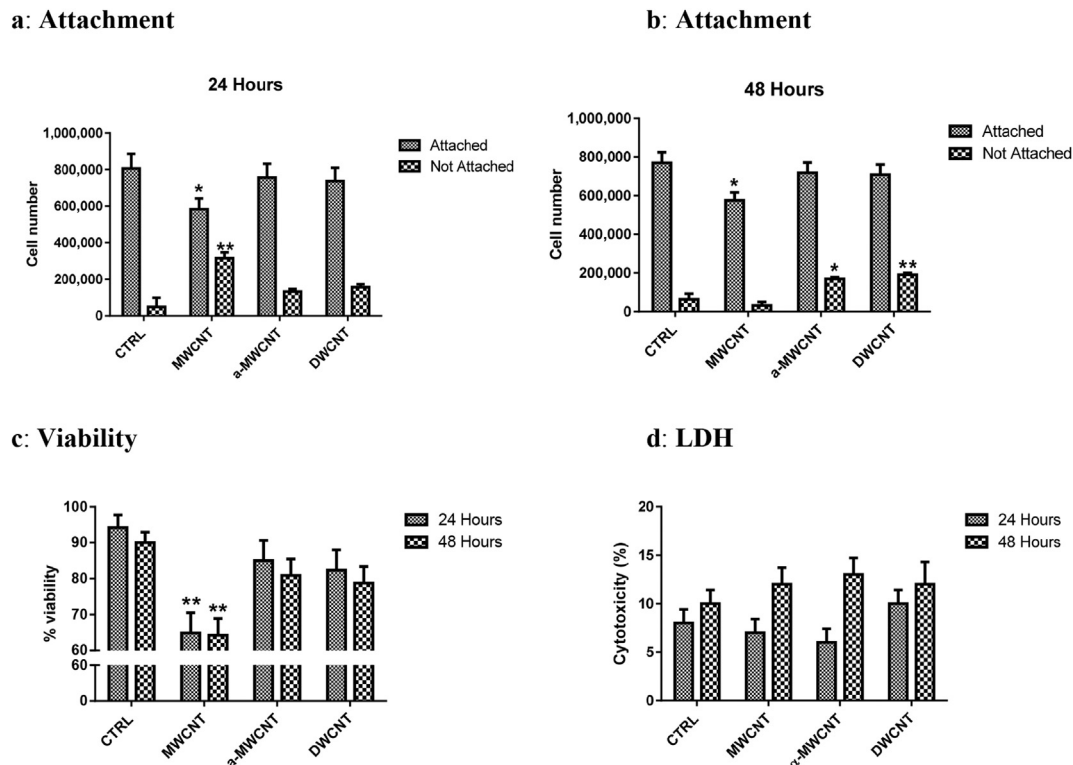 a: Attachment
24 Hours
Cell number
1,000,000
800,000
600,000
400,000
200,000
0
*
**
CTRL
MWCNT
a-MWCNT
DWCNT
Attached
Not Attached
b: Attachment
48 Hours
Cell number
1,000,000
800,000
600,000
400,000
200,000
0
*
*
**
CTRL
MWCNT
a-MWCNT
DWCNT
Attached
Not Attached
c: Viability
% viability
100
90
80
70
60
60
0
**
**
CTRL
MWCNT
a-MWCNT
DWCNT
24 Hours
48 Hours
d: LDH
Cytotoxicity (%)
20
15
10
5
0
CTRL
MWCNT
α-MWCNT
DWCNT
24 Hours
48 Hours